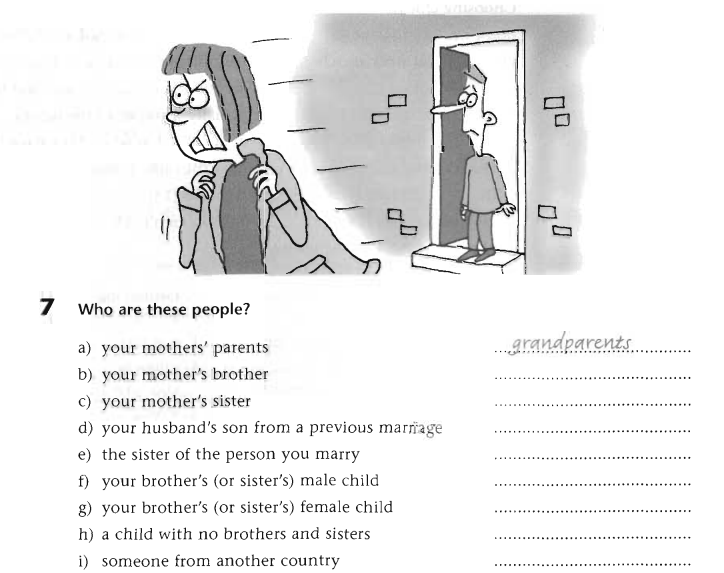 7 Who are these people?
a) your mothers' parents grandparents
b) your mother's brother
c) your mother's sister
d) your husband's son from a previous marriage
e) the sister of the person you marry
f) your brother's (or sister's) male child
g) your brother's (or sister's) female child
h) a child with no brothers and sisters
i) someone from another country